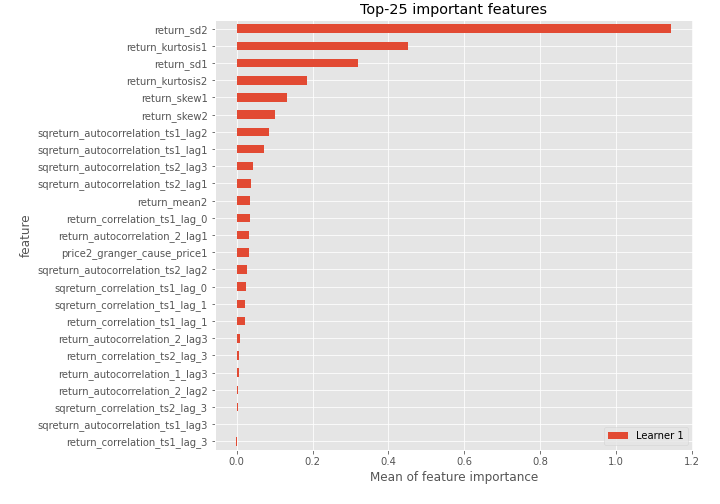 Top-25 important features
return_sd2
return_kurtosis1
return_sd1
return_kurtosis2
return_skew1
return_skew2
sqreturn_autocorrelation_ts1_lag2
sqreturn_autocorrelation_ts1_lag1
sqreturn_autocorrelation_ts2_lag3
sqreturn_autocorrelation_ts2_lag1
return_mean2
return_correlation_ts1_lag_0
return_autocorrelation_2_lag1
price2_granger_cause_price1
sqreturn_autocorrelation_ts2_lag2
sqreturn_correlation_ts1_lag_0
sqreturn_correlation_ts1_lag_1
return_correlation_ts1_lag_1
return_autocorrelation_2_lag3
return_correlation_ts2_lag_3
return_autocorrelation_1_lag3
return_autocorrelation_2_lag2
sqreturn_correlation_ts2_lag_3
sqreturn_autocorrelation_ts1_lag3
return_correlation_ts1_lag_3
feature
Learner 1
0.0 0.2 0.4 0.6 0.8 1.0 1.2
Mean of feature importance